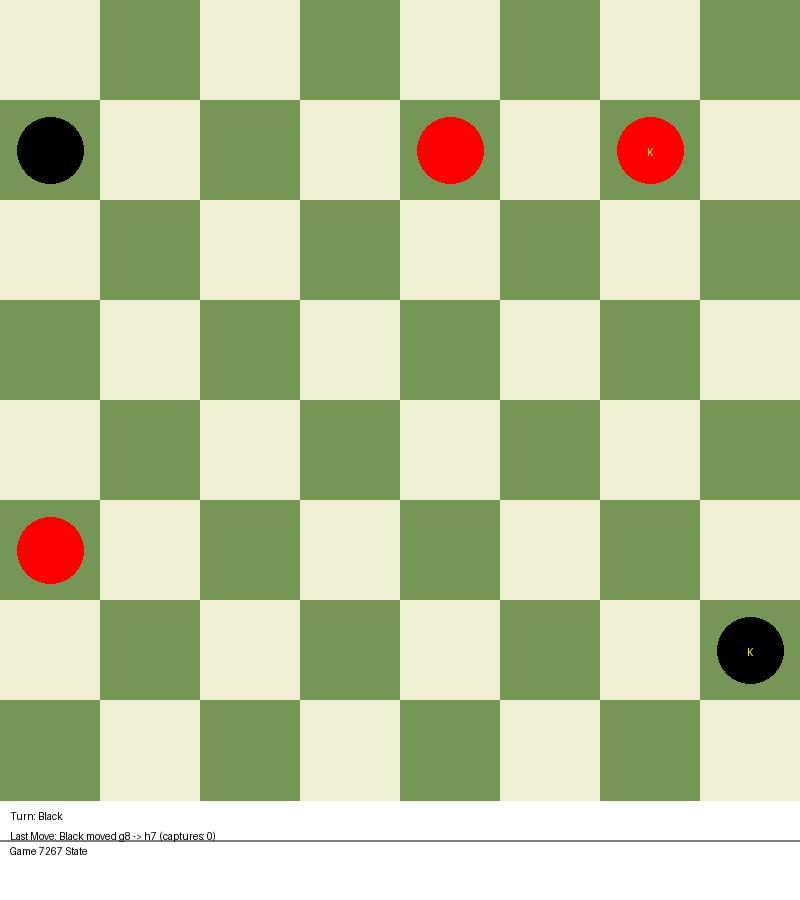 K
K
Turn: Black
Last Move: Black moved g8 -> h7 (captures: 0)
Game 7267 State